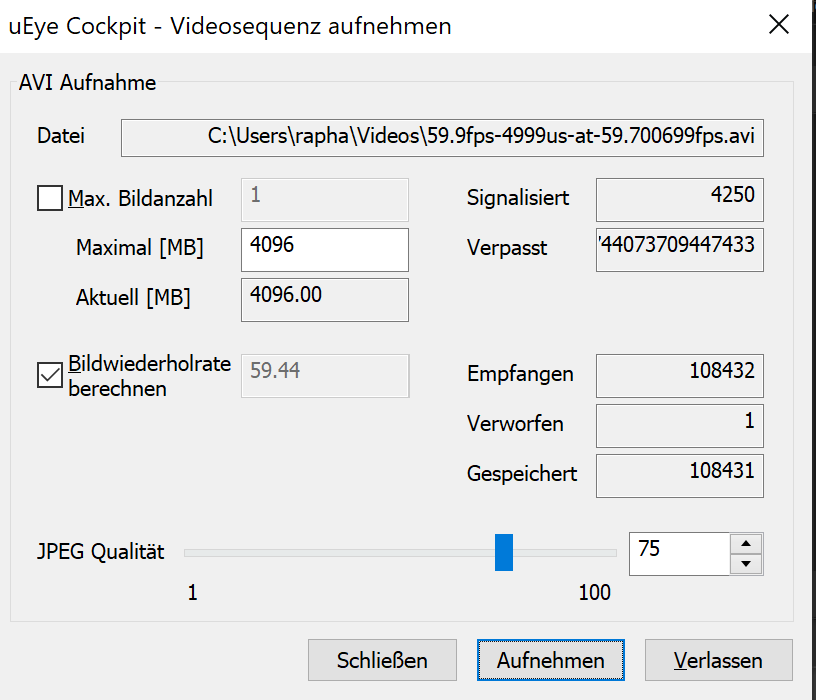 uEye Cockpit - Videosequenz aufnehmen
AVI Aufnahme
Datei
C:\Users\rapha\Videos\59.9fps-4999us-at-59.700699fps.avi
Max. Bildanzahl
1
Signalisiert
4250
Maximal [MB]
4096
Verpasst
44073709447433
Aktuell [MB]
4096.00
Bildwiederholrate
berechnen
59.44
Empfangen
108432
Verworfen
1
Gespeichert
108431
JPEG Qualität
75
1
100
Schließen
Aufnehmen
Verlassen